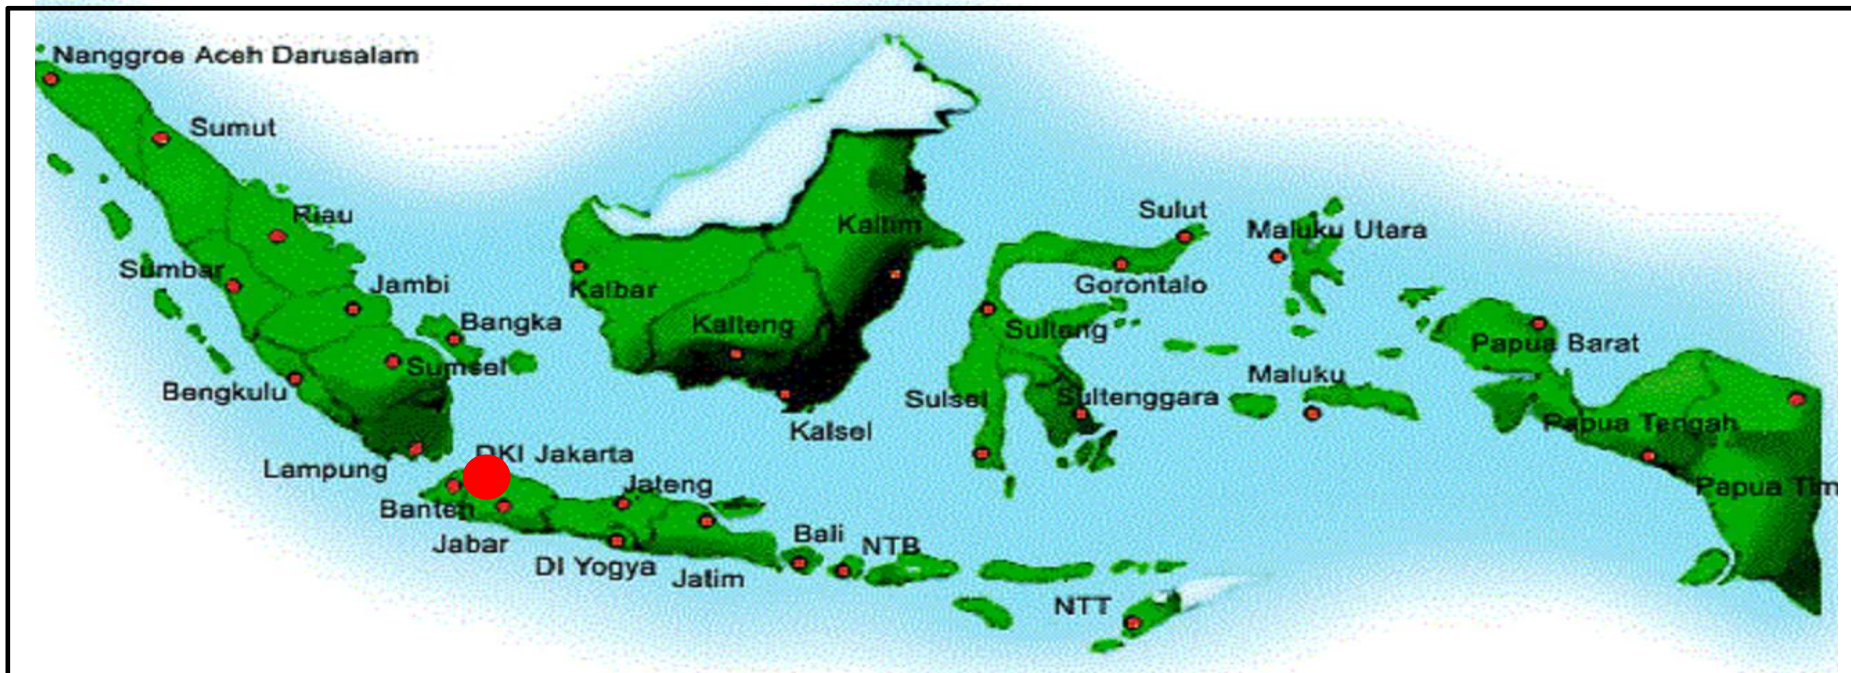 Nanggroe Aceh Darusalam
Sumut
Riau
Sumbar
Jambi
Bangka
Sumsel
Bengkulu
Lampung
DKI Jakarta
Banten
Jabar
Jateng
DI Yogya
Jatim
Bali
NTB
NTT
Kalbar
Kalteng
Kaltim
Kalsel
Sulut
Gorontalo
Sulteng
Sulsel
Sultenggara
Maluku Utara
Maluku
Papua Barat
Papua Tengah
Papua Tim